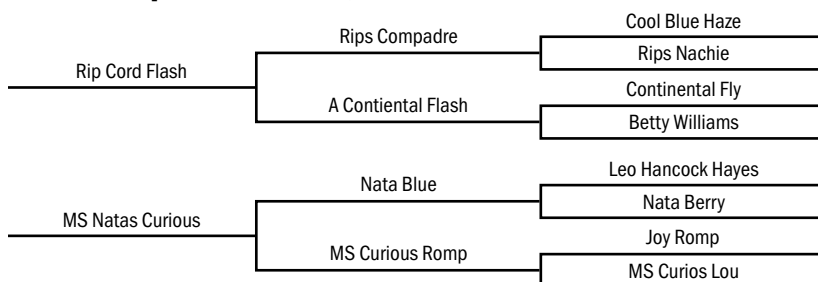 Cool Blue Haze
Rips Compadre
Rips Nachie
Rip Cord Flash
Continental Fly
A Contiental Flash
Betty Williams
Leo Hancock Hayes
Nata Blue
Nata Berry
MS Natas Curious
Joy Romp
MS Curious Romp
MS Curios Lou